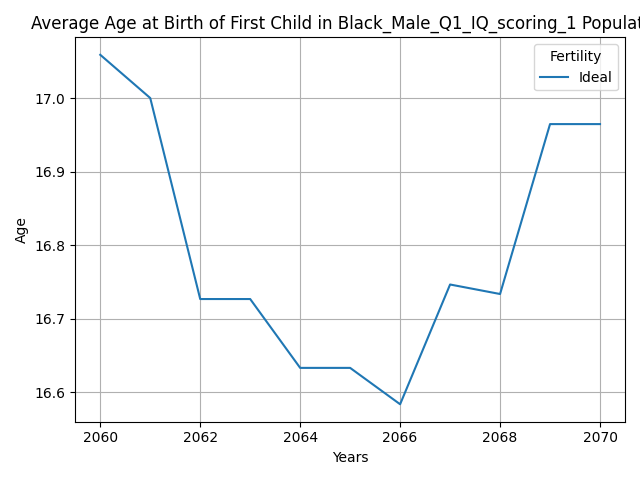 Average Age at Birth of First Child in Black_Male_Q1_IQ_scoring_1 Populat
Fertility
Ideal
17.0
16.9
16.8
16.7
16.6
Age
2060 2062 2064 2066 2068 2070
Years